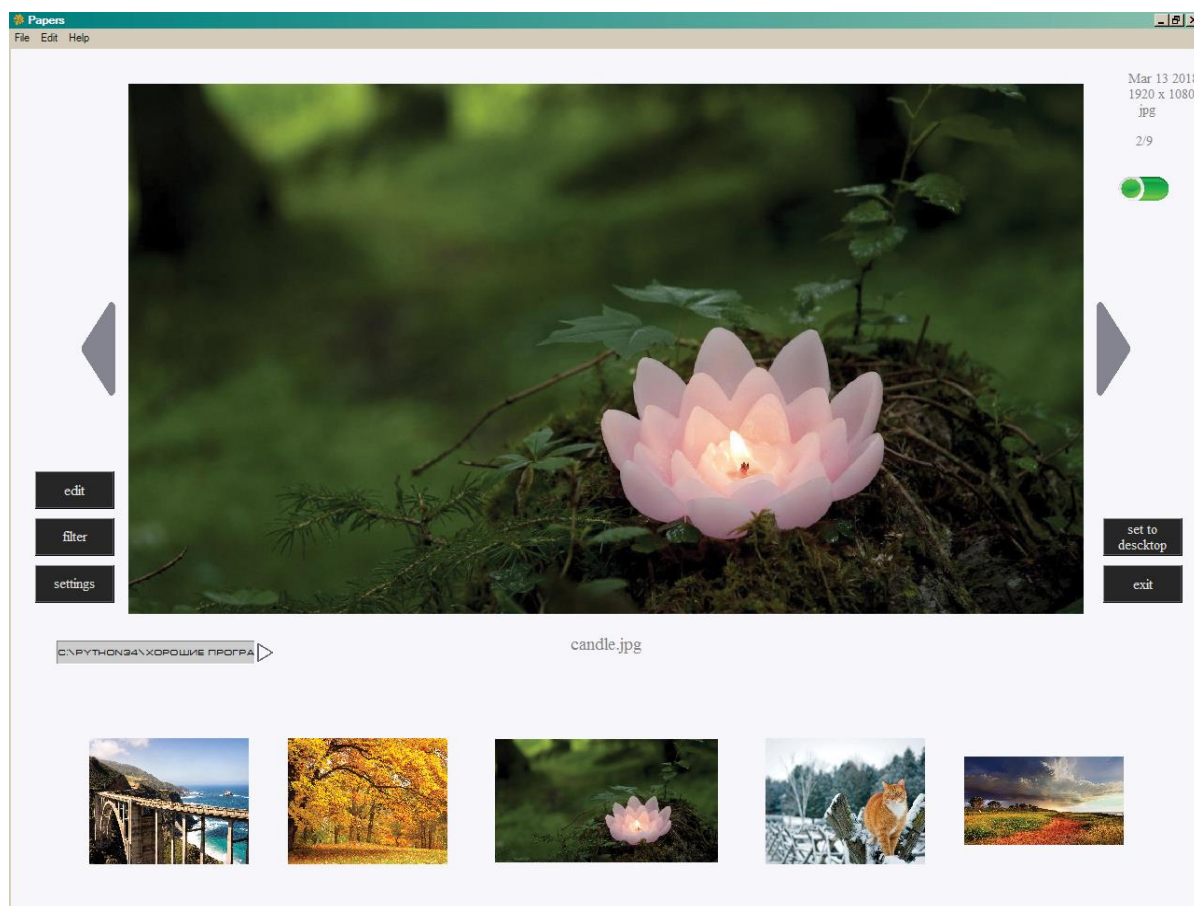 Papers
File Edit Help
Mar 13 2018
1920 x 1080
jpg
2/9
edit
filter
settings
set to
descktop
exit
C:\PYTHON34\ХОРОШИЕ ПРОГРА
candle.jpg